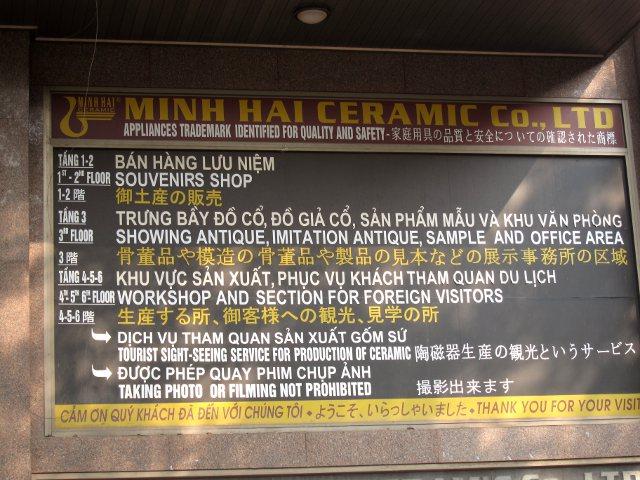 MINH HAI CERAMIC
MINH HAI CERAMIC Co., LTD
APPLIANCES TRADEMARK IDENTIFIED FOR QUALITY AND SAFETY - 家庭用具の品質と安全についての確認された商標
TẦNG 1-2 BÁN HÀNG LƯU NIỆM
1ST - 2ND FLOOR SOUVENIRS SHOP
1-2 階 御土産の販売
TẦNG 3 TRƯNG BẦY ĐỒ CỔ, ĐỒ GIẢ CỔ, SẢN PHẨM MẪU VÀ KHU VĂN PHÒNG
3RD FLOOR SHOWING ANTIQUE, IMITATION ANTIQUE, SAMPLE AND OFFICE AREA
3 階 骨董品や模造の骨董品や製品の見本などの展示事務所の区域
TẦNG 4-5-6 KHU VỰC SẢN XUẤT, PHỤC VỤ KHÁCH THAM QUAN DU LỊCH
4th 5th 6th FLOOR WORKSHOP AND SECTION FOR FOREIGN VISITORS
4-5-6 階 生産する所、御客様への観光、見学の所
DỊCH VỤ THAM QUAN SẢN XUẤT GỐM SỨ
TOURIST SIGHT-SEEING SERVICE FOR PRODUCTION OF CERAMIC 陶磁器生産の観光というサービス
ĐƯỢC PHÉP QUAY PHIM CHỤP ẢNH
TAKING PHOTO OR FILMING NOT PROHIBITED 撮影出来ます
CẢM ƠN QUÝ KHÁCH ĐÃ ĐẾN VỚI CHÚNG TÔI ◆ ようこそ、いらっしゃいました ◆ THANK YOU FOR YOUR VISIT